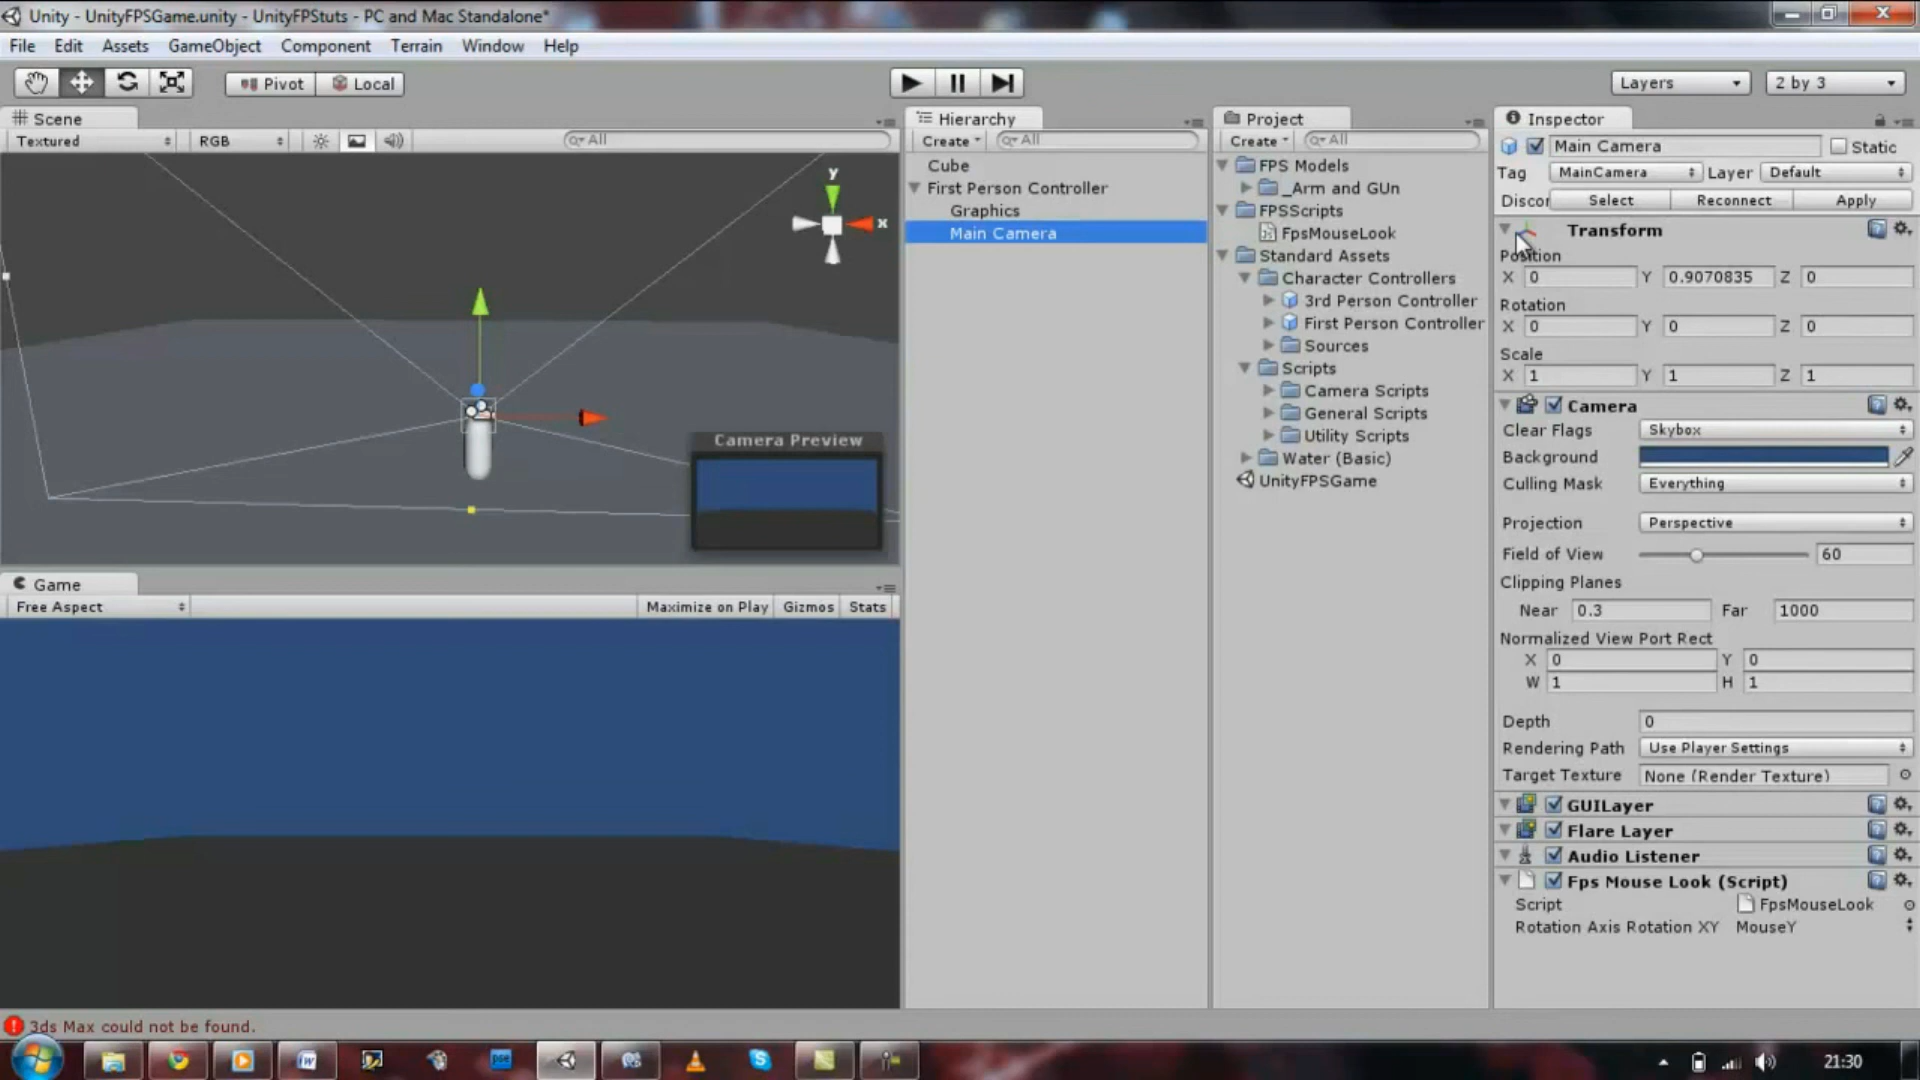 Unity - UnityFPSGame.unity - UnityFPStuts - PC and Mac Standalone*
File Edit Assets GameObject Component Terrain Window Help
Pivot Local Layers 2 by 3
Scene
Textured RGB All
y
x
Camera Preview
Game
Free Aspect Maximize on Play Gizmos Stats
Hierarchy
Create All
Cube
First Person Controller
Graphics
Main Camera
Project
Create All
FPS Models
_Arm and GUn
FPSScripts
FpsMouseLook
Standard Assets
Character Controllers
3rd Person Controller
First Person Controller
Sources
Scripts
Camera Scripts
General Scripts
Utility Scripts
Water (Basic)
UnityFPSGame
Inspector
Main Camera Static
Tag MainCamera Layer Default
Discor Select Reconnect Apply
Transform
Position
X 0 Y 0.9070835 Z 0
Rotation
X 0 Y 0 Z 0
Scale
X 1 Y 1 Z 1
Camera
Clear Flags Skybox
Background
Culling Mask Everything
Projection Perspective
Field of View 60
Clipping Planes
Near 0.3 Far 1000
Normalized View Port Rect
X 0 Y 0
W 1 H 1
Depth 0
Rendering Path Use Player Settings
Target Texture None (Render Texture)
GUILayer
Flare Layer
Audio Listener
Fps Mouse Look (Script)
Script FpsMouseLook
Rotation Axis Rotation XY MouseY
3ds Max could not be found.
pse
21:30